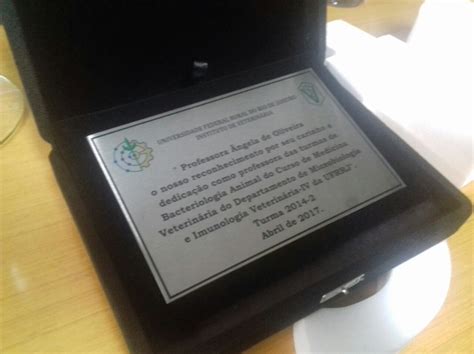 UNIVERSIDADE FEDERAL RURAL DO RIO DE JANEIRO
INSTITUTO DE VETERINÁRIA
" Professora Ângela de Oliveira
o nosso reconhecimento por seu carinho e
dedicação como professora das turmas de
Bacteriologia Animal do Curso de Medicina
Veterinária do Departamento de Microbiologia
e Imunologia Veterinária-IV da UFRRJ".
Turma 2014-2
Abril de 2017.